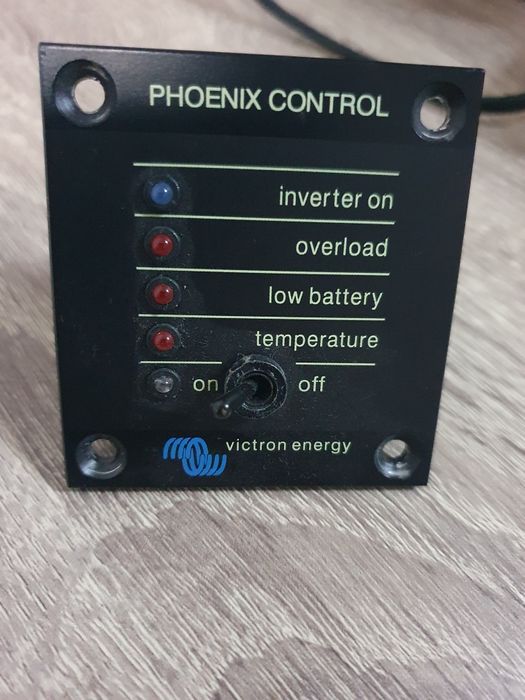 PHOENIX CONTROL
inverter on
overload
low battery
temperature
on off
victron energy